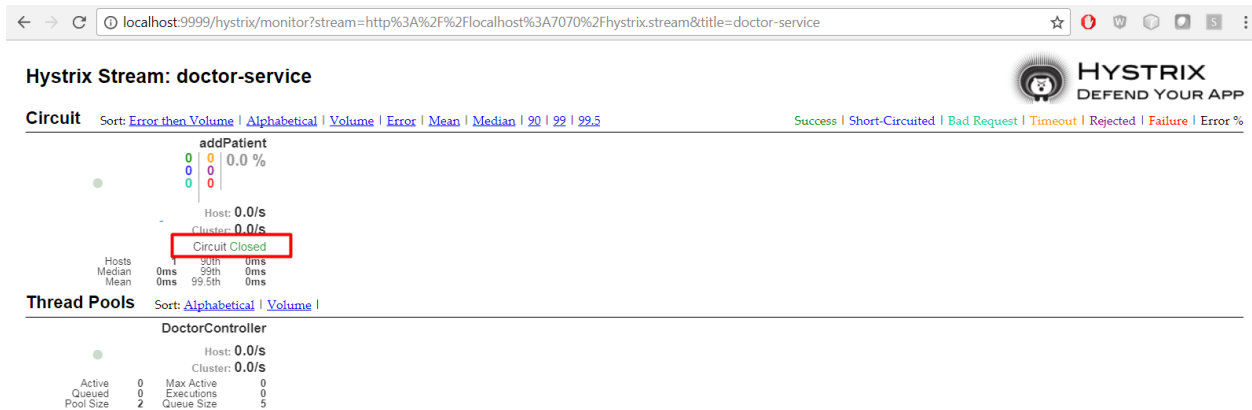 localhost:9999/hystrix/monitor?stream=http%3A%2F%2Flocalhost%3A7070%2Fhystrix.stream&title=doctor-service
Hystrix Stream: doctor-service
HYSTRIX
DEFEND YOUR APP
Circuit Sort: Error then Volume | Alphabetical | Volume | Error | Mean | Median | 90 | 99 | 99.5
Success | Short-Circuited | Bad Request | Timeout | Rejected | Failure | Error %
addPatient
0 0 0.0 %
0 0
0 0
Host: 0.0/s
Cluster: 0.0/s
Circuit Closed
Hosts 1 90th 0ms
Median 0ms 99th 0ms
Mean 0ms 99.5th 0ms
Thread Pools Sort: Alphabetical | Volume |
DoctorController
Host: 0.0/s
Cluster: 0.0/s
Active 0 Max Active 0
Queued 0 Executions 0
Pool Size 2 Queue Size 5